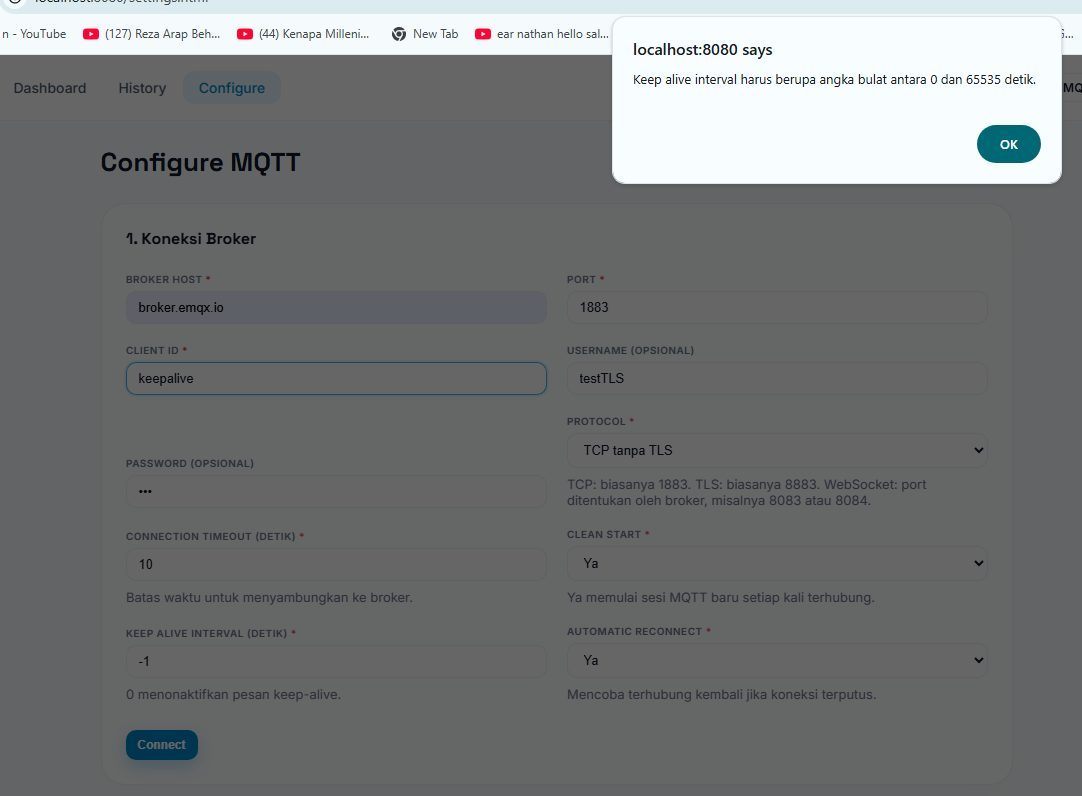 n - YouTube
(127) Reza Arap Beh...
(44) Kenapa Milleni...
New Tab
ear nathan hello sal...
localhost:8080 says
Keep alive interval harus berupa angka bulat antara 0 dan 65535 detik.
OK
Dashboard
History
Configure
MQ
Configure MQTT
1. Koneksi Broker
BROKER HOST *
broker.emqx.io
PORT *
1883
CLIENT ID *
keepalive
USERNAME (OPSIONAL)
testTLS
PASSWORD (OPSIONAL)
•••
PROTOCOL *
TCP tanpa TLS
TCP: biasanya 1883. TLS: biasanya 8883. WebSocket: port
ditentukan oleh broker, misalnya 8083 atau 8084.
CONNECTION TIMEOUT (DETIK) *
10
Batas waktu untuk menyambungkan ke broker.
CLEAN START *
Ya
Ya memulai sesi MQTT baru setiap kali terhubung.
KEEP ALIVE INTERVAL (DETIK) *
-1
0 menonaktifkan pesan keep-alive.
AUTOMATIC RECONNECT *
Ya
Mencoba terhubung kembali jika koneksi terputus.
Connect